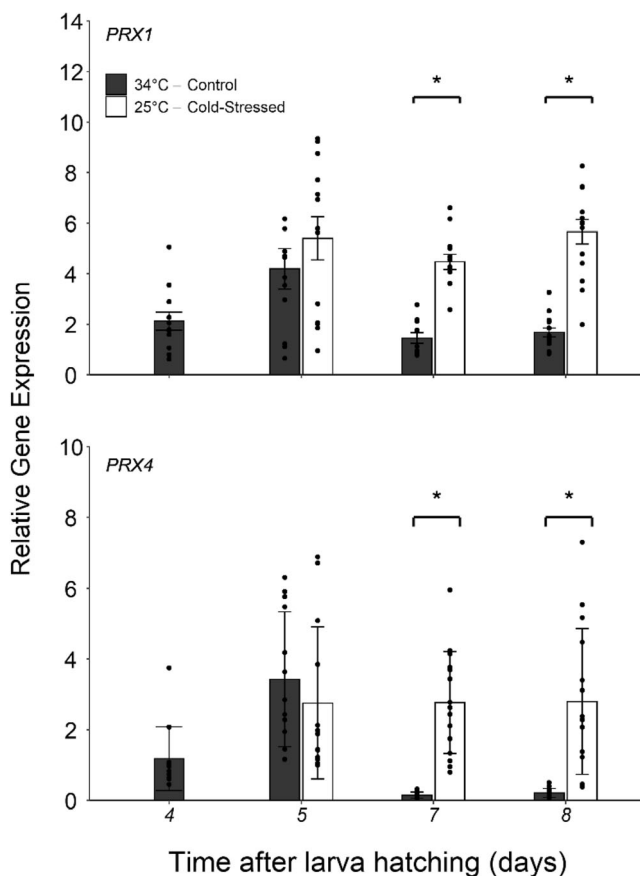 PRX1
34°C – Control
25°C – Cold-Stressed
* *
14
12
10
8
6
4
2
0
Relative Gene Expression
PRX4
* *
10
8
6
4
2
0
4 5 7 8
Time after larva hatching (days)